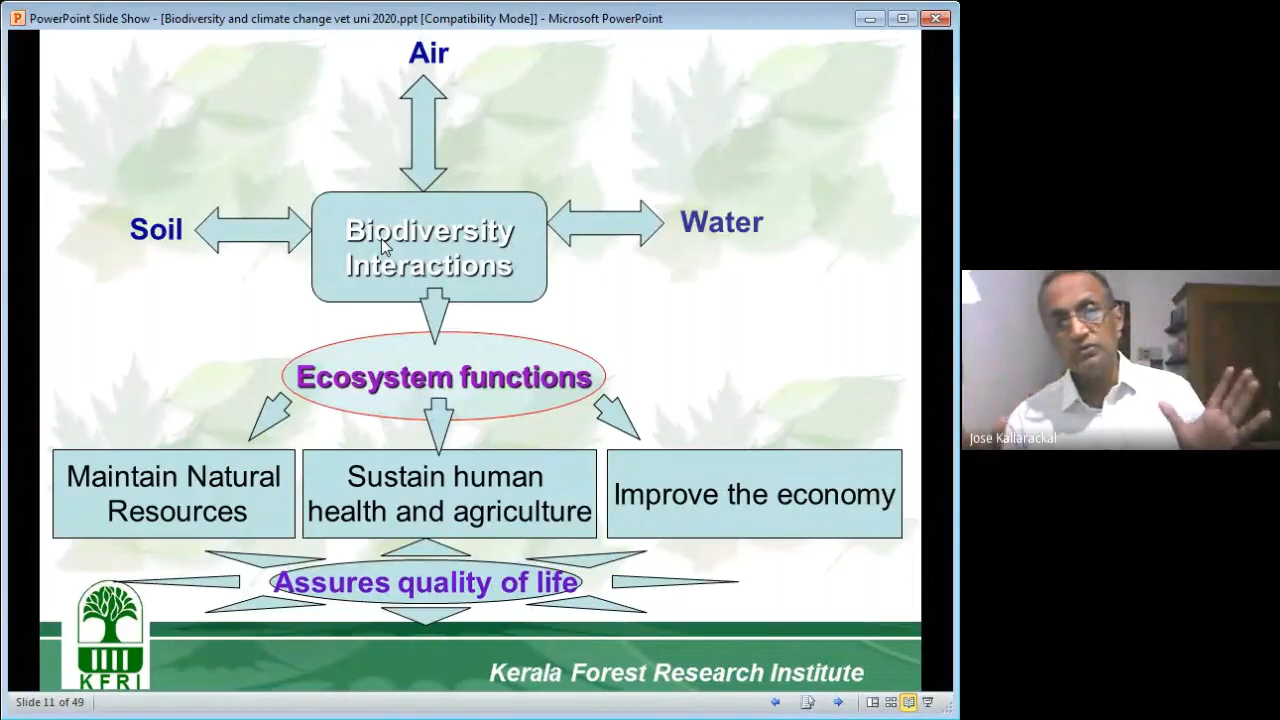 PowerPoint Slide Show - [Biodiversity and climate change vet uni 2020.ppt [Compatibility Mode]] - Microsoft PowerPoint
Air
Soil
Biodiversity
Interactions
Water
Ecosystem functions
Maintain Natural
Resources
Sustain human
health and agriculture
Improve the economy
Assures quality of life
KFRI
Kerala Forest Research Institute
Slide 11 of 49
Jose Kallarackal